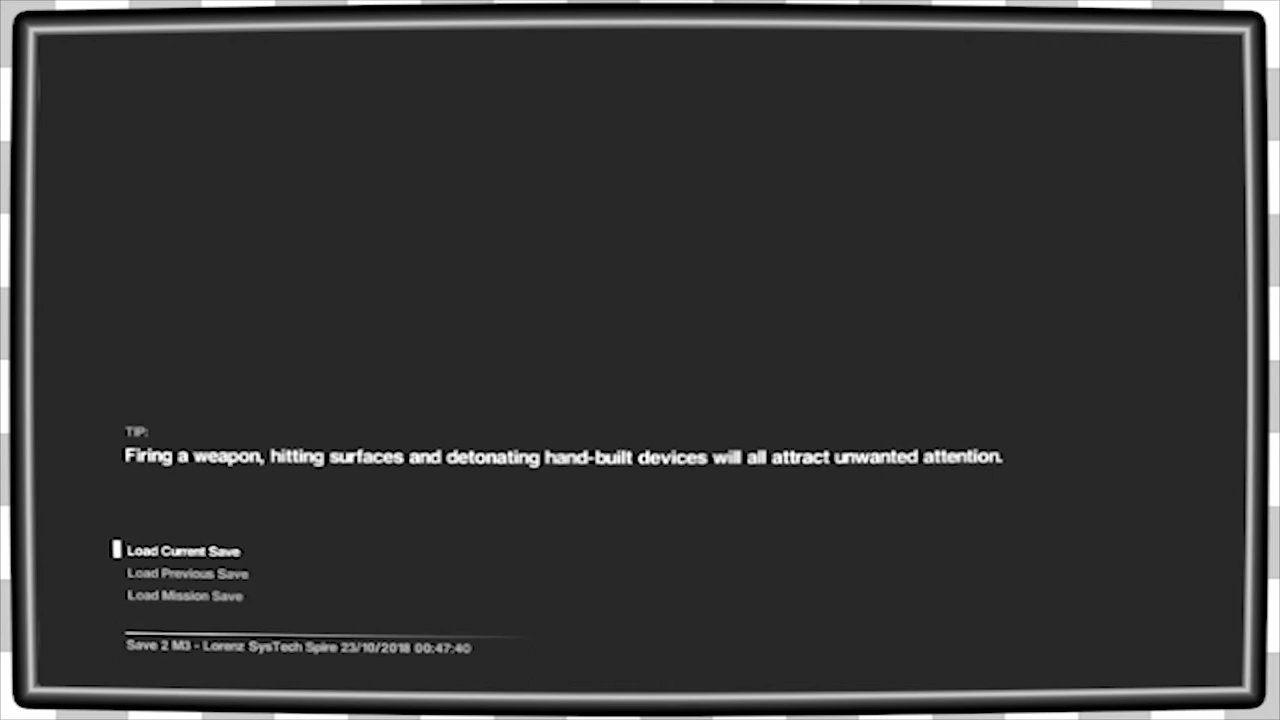 TIP:
Firing a weapon, hitting surfaces and detonating hand-built devices will all attract unwanted attention.
Load Current Save
Load Previous Save
Load Mission Save
Save 2 M3 - Lorenz SysTech Spire 23/10/2018 00:47:40